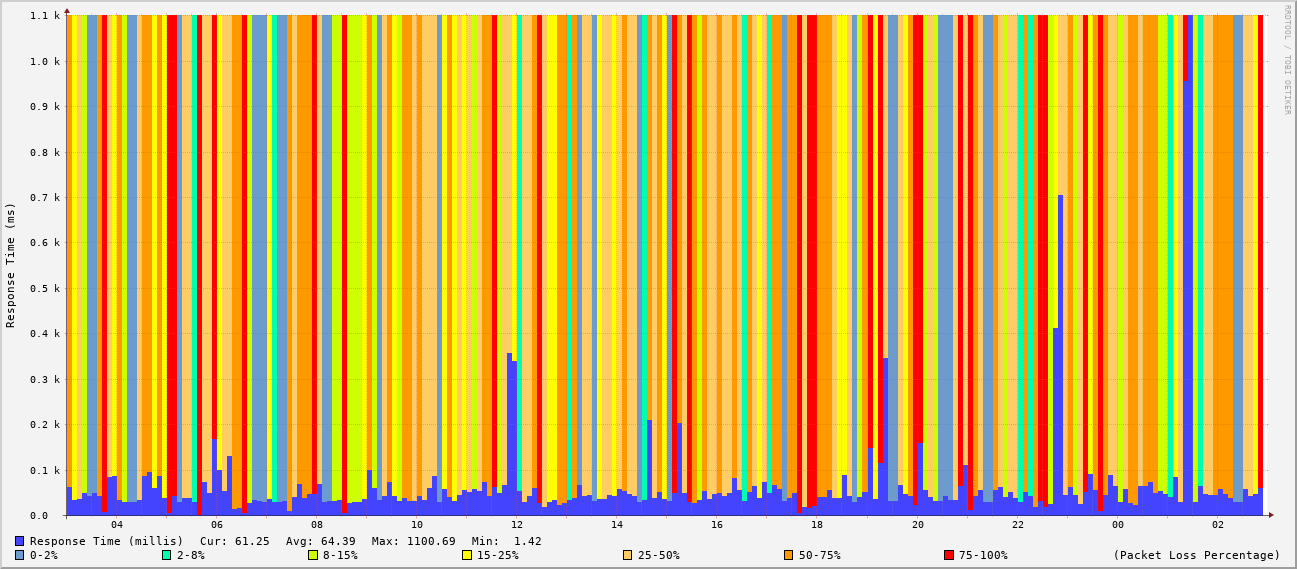 1.1 k
1.0 k
0.9 k
0.8 k
0.7 k
0.6 k
0.5 k
0.4 k
0.3 k
0.2 k
0.1 k
0.0
Response Time (ms)
RRDTOOL / TOBI OETIKER
04 06 08 10 12 14 16 18 20 22 00 02
Response Time (millis) Cur: 61.25 Avg: 64.39 Max: 1100.69 Min: 1.42
0-2% 2-8% 8-15% 15-25% 25-50% 50-75% 75-100% (Packet Loss Percentage)